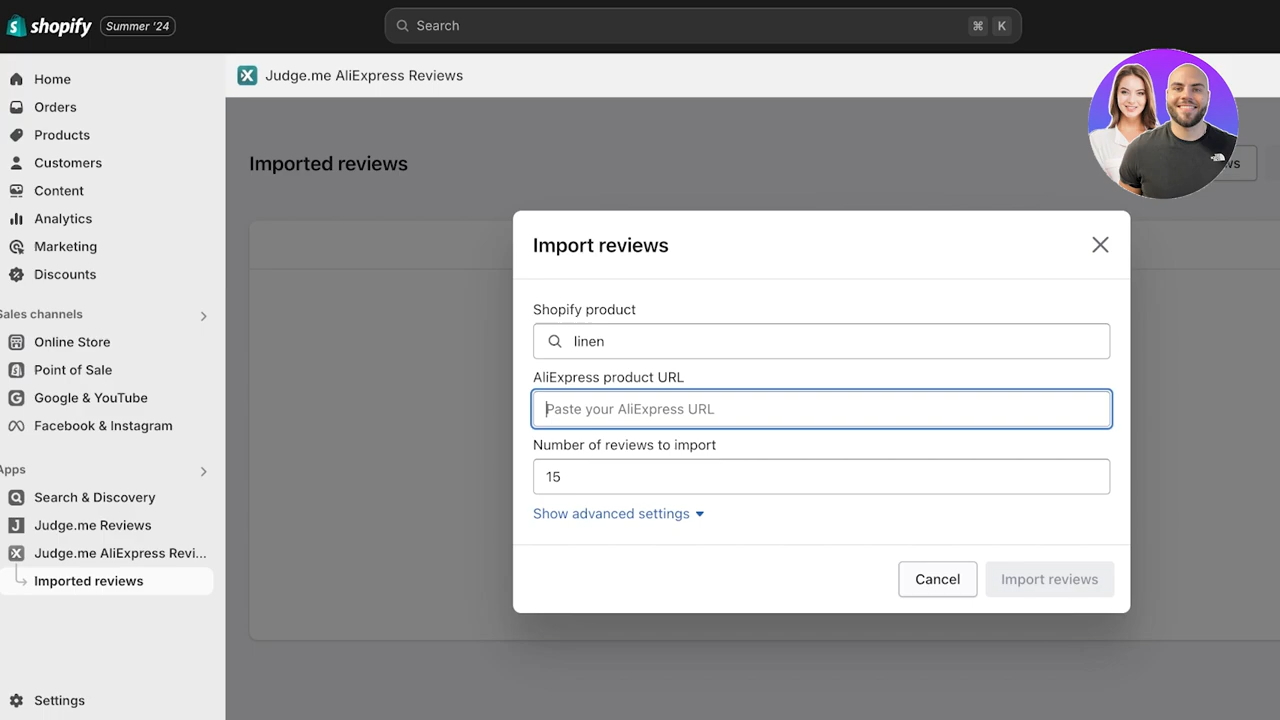 shopify Summer '24
Search ⌘ K
Home
Orders
Products
Customers
Content
Analytics
Marketing
Discounts
Sales channels
Online Store
Point of Sale
Google & YouTube
Facebook & Instagram
Apps
Search & Discovery
Judge.me Reviews
Judge.me AliExpress Revi...
Imported reviews
Settings
Judge.me AliExpress Reviews
Imported reviews
Import reviews
Shopify product
linen
AliExpress product URL
Paste your AliExpress URL
Number of reviews to import
15
Show advanced settings
Cancel Import reviews